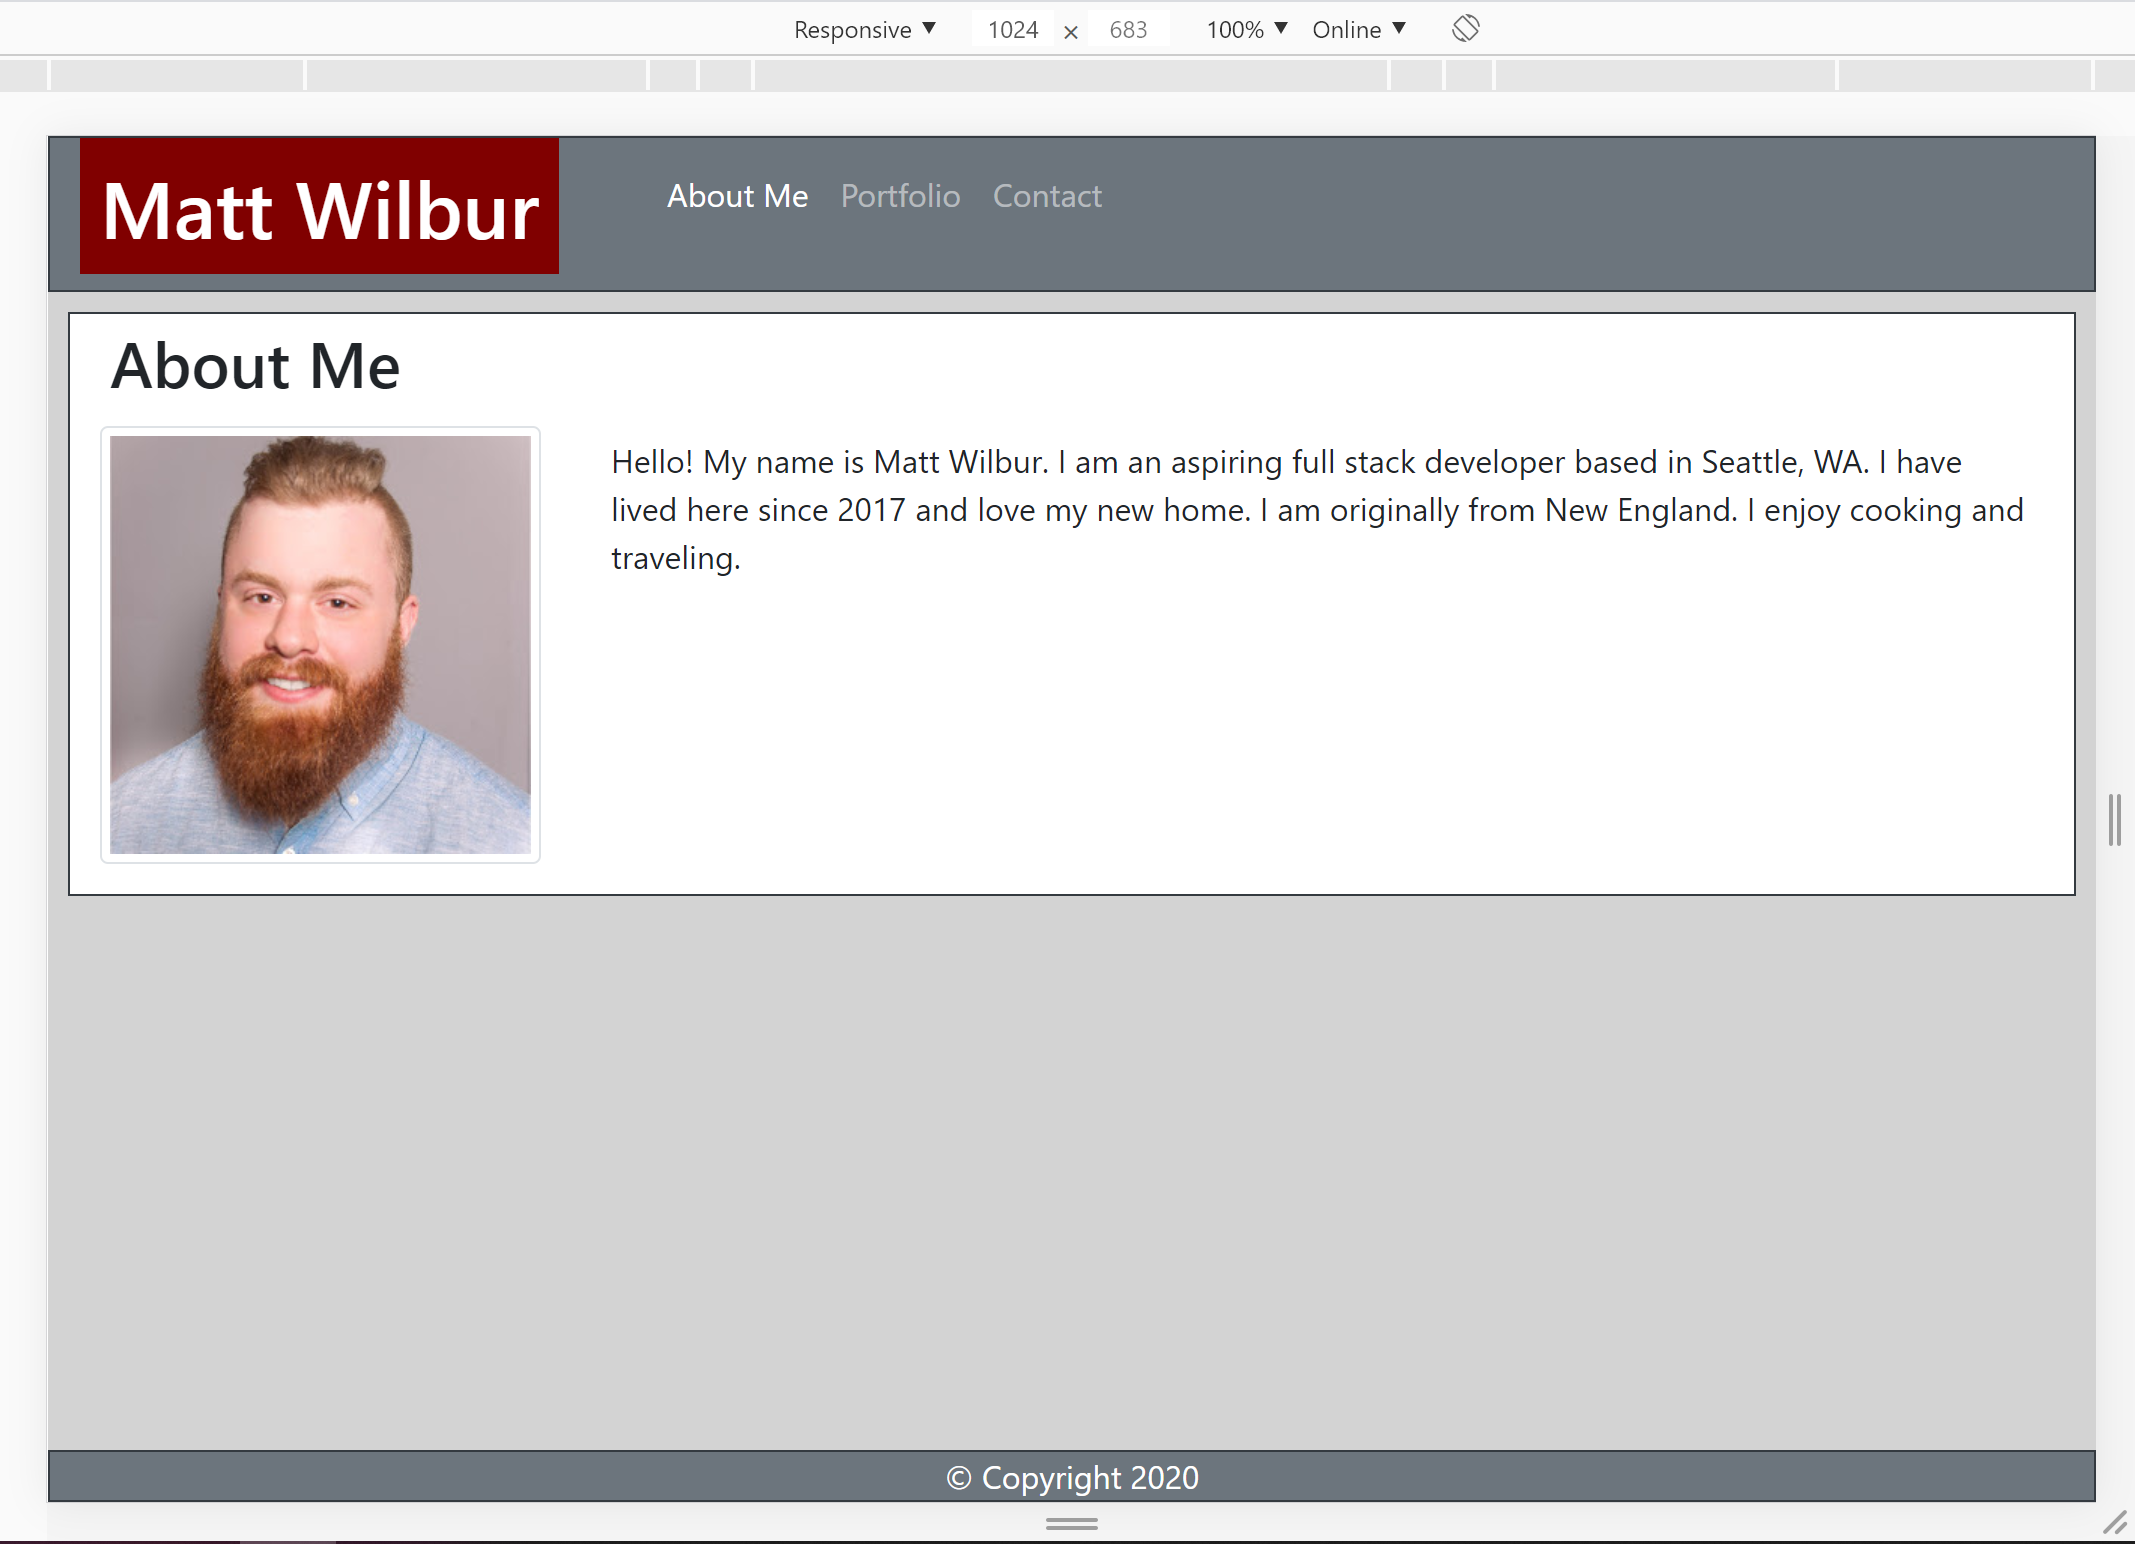 Responsive ▼ 1024 × 683 100% ▼ Online ▼
Matt Wilbur
About Me Portfolio Contact
About Me
Hello! My name is Matt Wilbur. I am an aspiring full stack developer based in Seattle, WA. I have
lived here since 2017 and love my new home. I am originally from New England. I enjoy cooking and
traveling.
© Copyright 2020